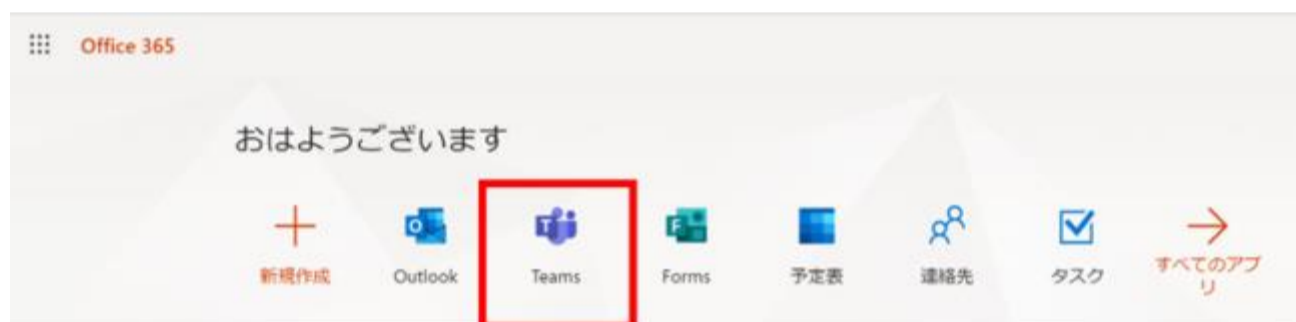 Office 365
おはようございます
新規作成
Outlook
Teams
Forms
予定表
連絡先
タスク
すべてのアプ
リ